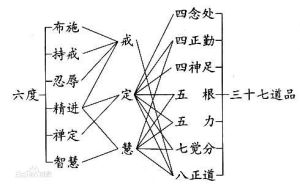 六度
布施
持戒
忍辱
精进
禅定
智慧
戒
定
慧
四念处
四正勤
四神足
五根
五力
七觉分
八正道
三十七道品